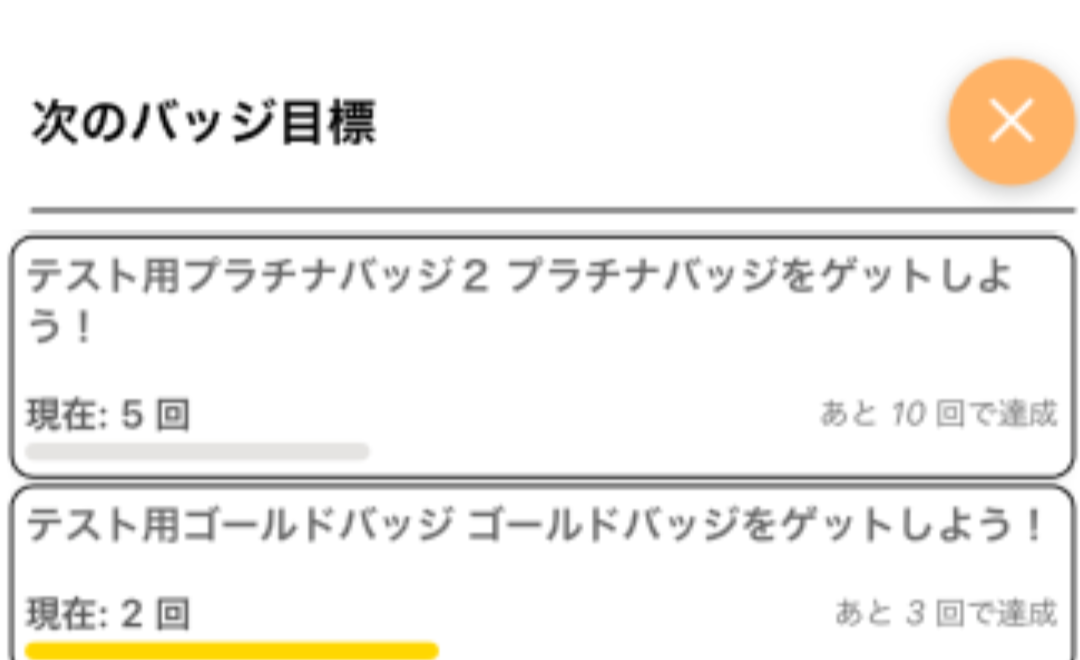 次のバッジ目標
テスト用プラチナバッジ2 プラチナバッジをゲットしよ
う！
現在: 5 回
あと 10 回で達成
テスト用ゴールドバッジ ゴールドバッジをゲットしよう！
現在: 2 回
あと 3 回で達成